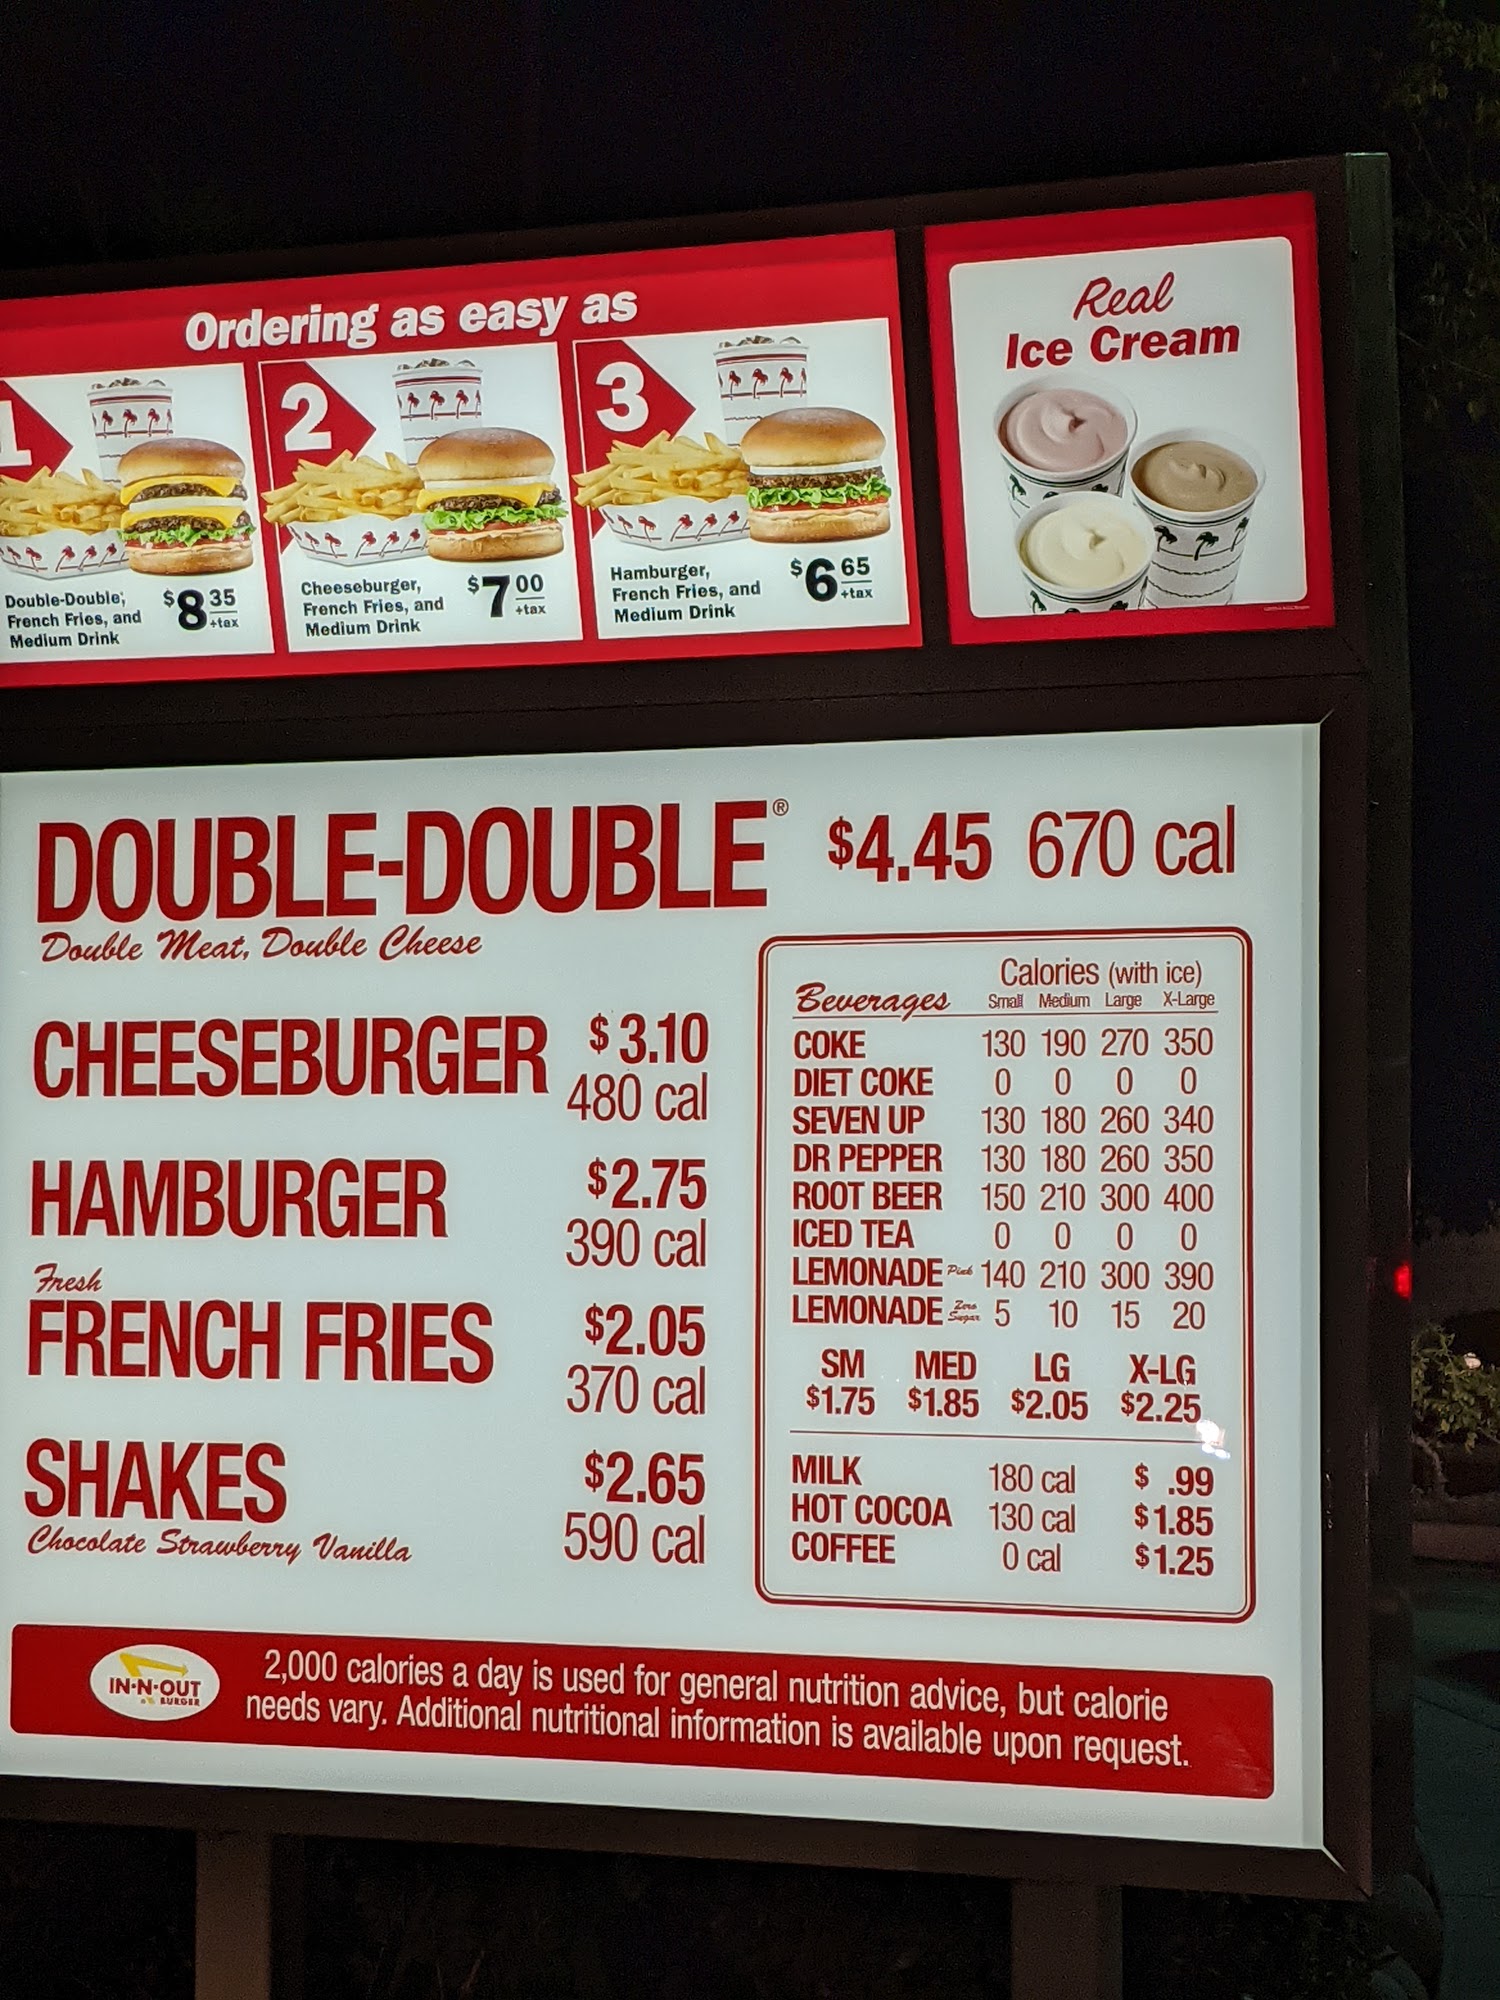 Ordering as easy as
1
Double-Double,
French Fries, and
Medium Drink
$8 35
+tax
2
Cheeseburger,
French Fries, and
Medium Drink
$7 00
+tax
3
Hamburger,
French Fries, and
Medium Drink
$6 65
+tax
Real
Ice Cream
DOUBLE-DOUBLE® $4.45 670 cal
Double Meat, Double Cheese
CHEESEBURGER $3.10
480 cal
HAMBURGER $2.75
390 cal
Fresh
FRENCH FRIES $2.05
370 cal
SHAKES $2.65
Chocolate Strawberry Vanilla 590 cal
Calories (with ice)
Beverages Small Medium Large X-Large
COKE 130 190 270 350
DIET COKE 0 0 0 0
SEVEN UP 130 180 260 340
DR PEPPER 130 180 260 350
ROOT BEER 150 210 300 400
ICED TEA 0 0 0 0
LEMONADE Pink 140 210 300 390
LEMONADE Zero Sugar 5 10 15 20
SM MED LG X-LG
$1.75 $1.85 $2.05 $2.25
MILK 180 cal $ .99
HOT COCOA 130 cal $1.85
COFFEE 0 cal $1.25
IN-N-OUT
BURGER
2,000 calories a day is used for general nutrition advice, but calorie
needs vary. Additional nutritional information is available upon request.